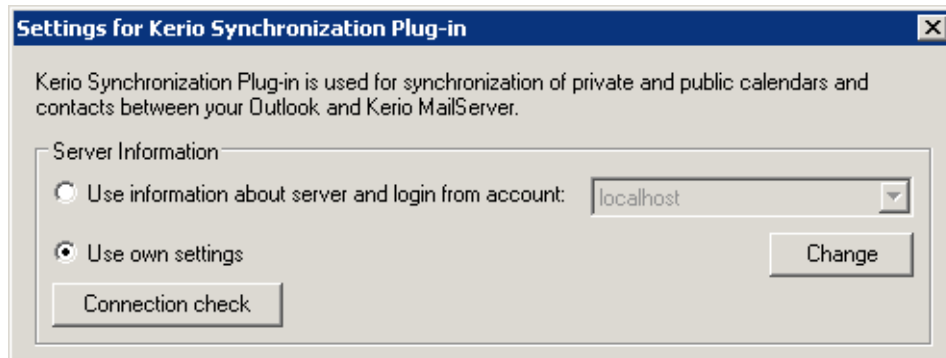 Settings for Kerio Synchronization Plug-in
Kerio Synchronization Plug-in is used for synchronization of private and public calendars and
contacts between your Outlook and Kerio MailServer.
Server Information
Use information about server and login from account: localhost
Use own settings Change
Connection check